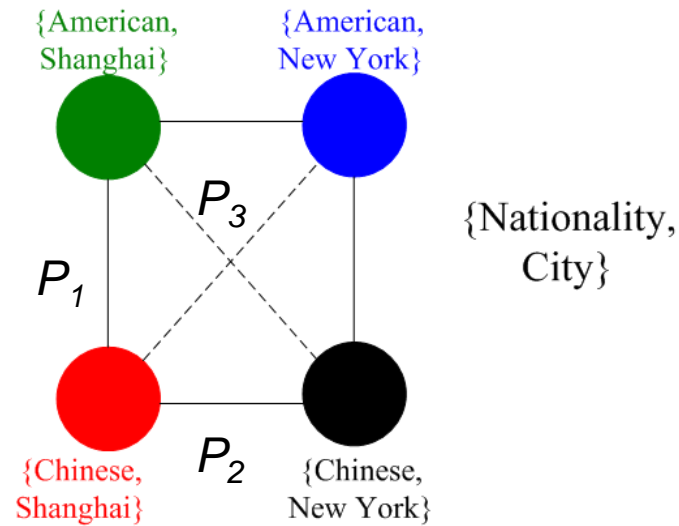 {American,
Shanghai}
{American,
New York}
P3
{Nationality,
City}
P1
P2
{Chinese,
Shanghai}
{Chinese,
New York}